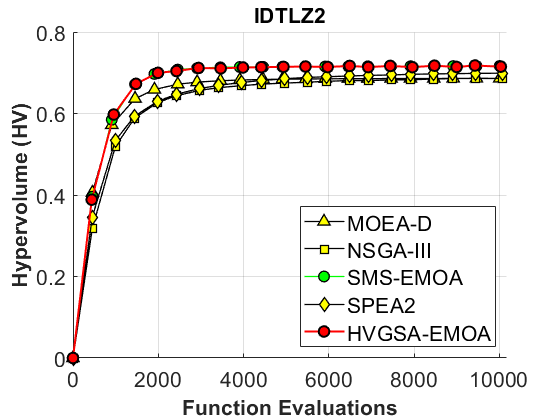 IDTLZ2
Hypervolume (HV)
0.8
0.6
0.4
0.2
0
0 2000 4000 6000 8000 10000
Function Evaluations
MOEA-D
NSGA-III
SMS-EMOA
SPEA2
HVGSA-EMOA